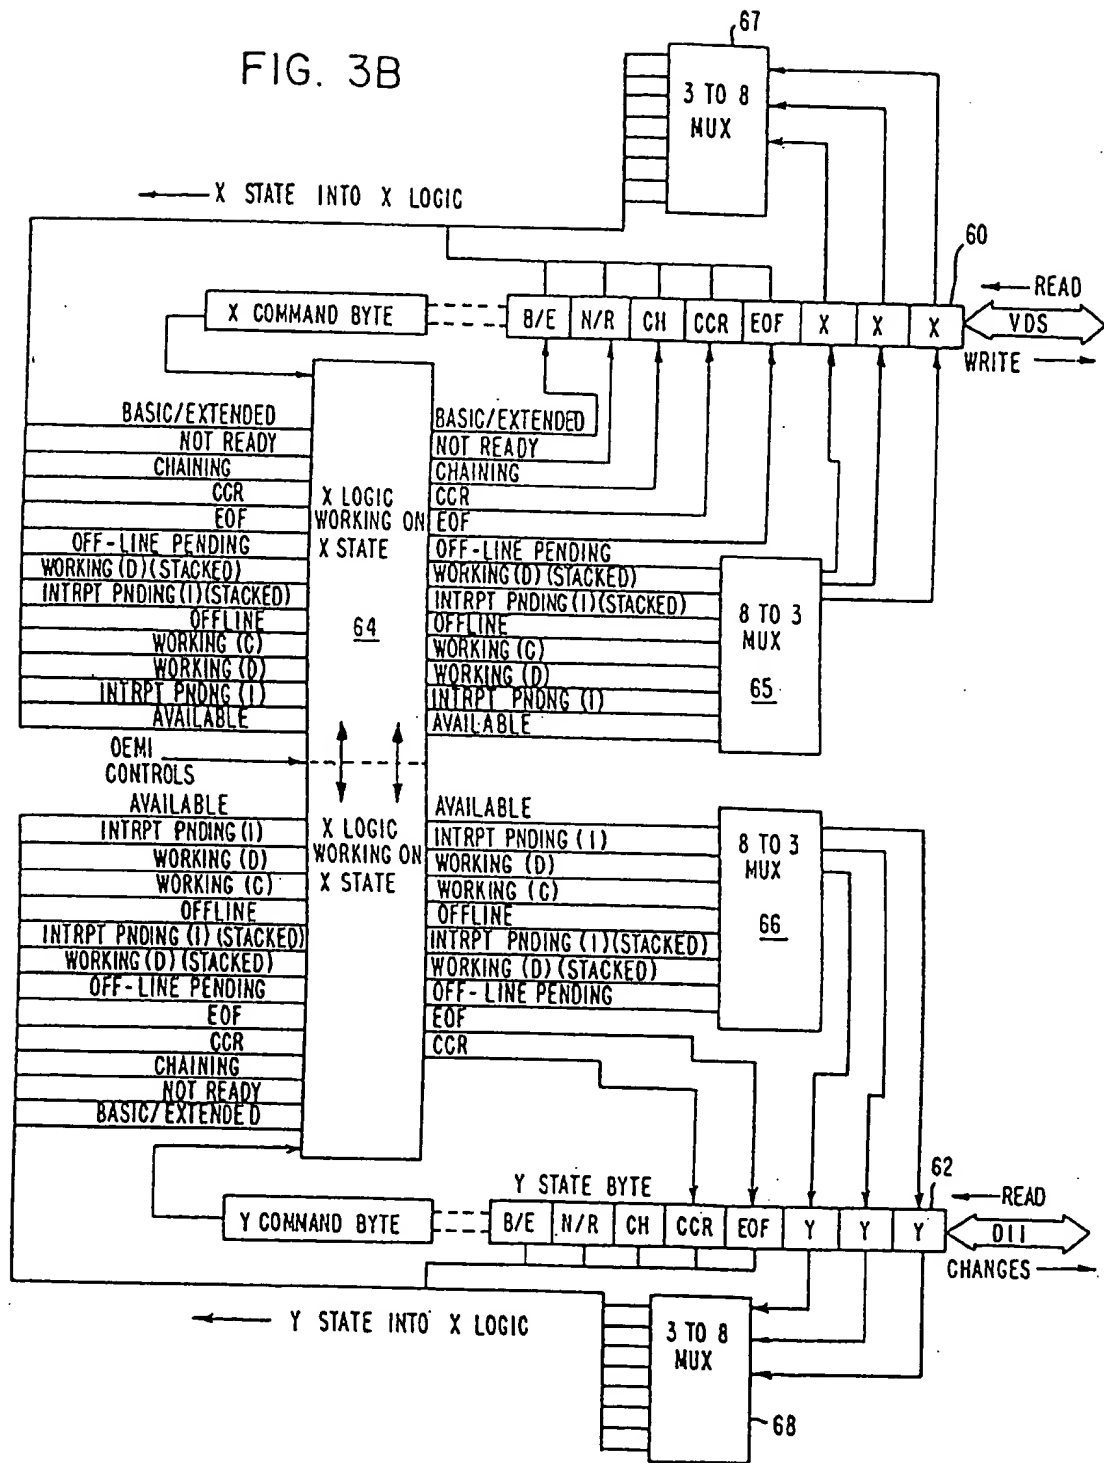 FIG. 3B
67
3 TO 8
MUX
X STATE INTO X LOGIC
60
READ
VDS
WRITE
X COMMAND BYTE
B/E N/R CH CCR EOF X X X
BASIC/EXTENDED
NOT READY
CHAINING
CCR
EOF
OFF-LINE PENDING
WORKING(D)(STACKED)
INTRPT PNDING(I)(STACKED)
OFFLINE
WORKING (C)
WORKING (D)
INTRPT PNDNG (I)
AVAILABLE
X LOGIC
WORKING ON
X STATE
64
BASIC/EXTENDED
NOT READY
CHAINING
CCR
EOF
OFF-LINE PENDING
WORKING(D)(STACKED)
INTRPT PNDING(I)(STACKED)
OFFLINE
WORKING (C)
WORKING (D)
INTRPT PNDNG (I)
AVAILABLE
8 TO 3
MUX
65
OEMI
CONTROLS
AVAILABLE
INTRPT PNDING(I)
WORKING (D)
WORKING (C)
OFFLINE
INTRPT PNDING(I)(STACKED)
WORKING(D)(STACKED)
OFF-LINE PENDING
EOF
CCR
CHAINING
NOT READY
BASIC/EXTENDED
X LOGIC
WORKING ON
X STATE
AVAILABLE
INTRPT PNDING (I)
WORKING (D)
WORKING (C)
OFFLINE
INTRPT PNDING(I)(STACKED)
WORKING (D)(STACKED)
OFF-LINE PENDING
EOF
CCR
8 TO 3
MUX
66
Y STATE BYTE
62
READ
Y COMMAND BYTE
B/E N/R CH CCR EOF Y Y Y
DII
CHANGES
Y STATE INTO X LOGIC
3 TO 8
MUX
68